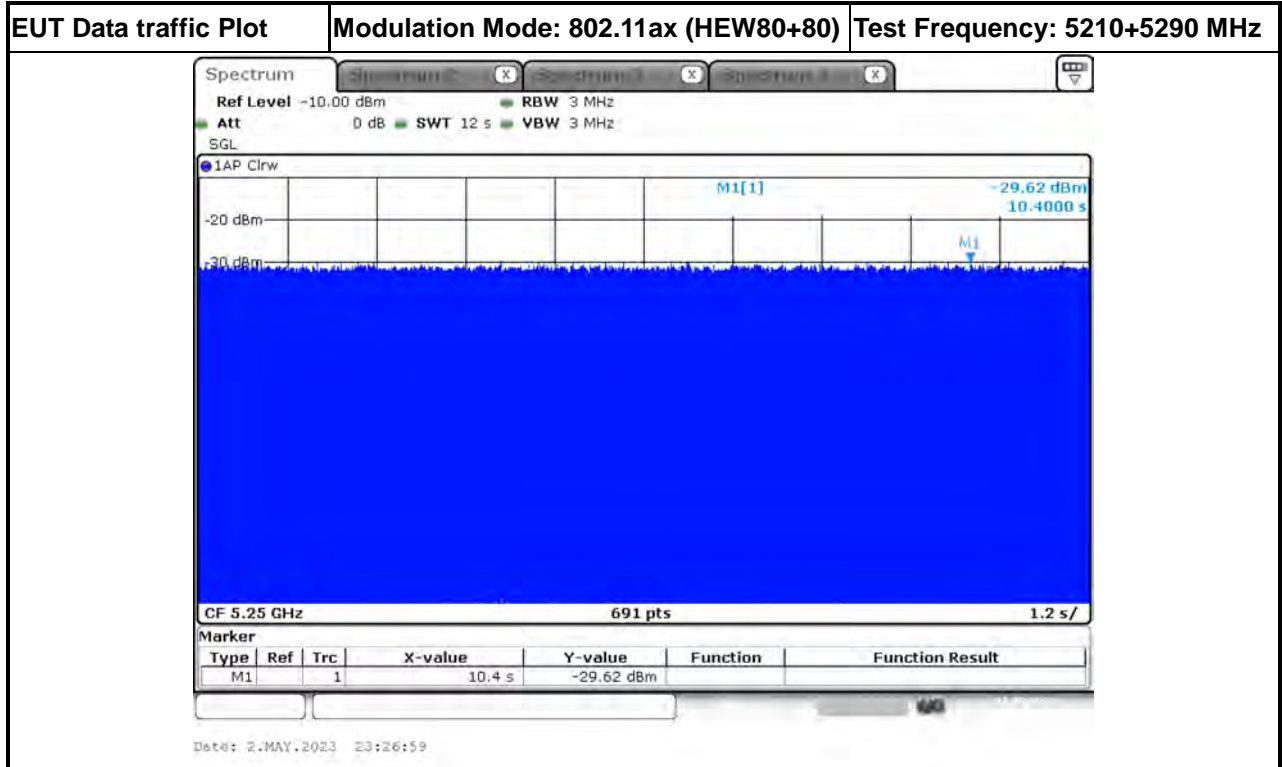 EUT Data traffic Plot Modulation Mode: 802.11ax (HEW80+80) Test Frequency: 5210+5290 MHz
Spectrum X X X
Ref Level -10.00 dBm RBW 3 MHz
Att 0 dB SWT 12 s VBW 3 MHz
SGL
1AP Clrw
M1[1] -29.62 dBm
10.4000 s
-20 dBm
M1
-30 dBm
CF 5.25 GHz 691 pts 1.2 s/
Marker
Type Ref Trc X-value Y-value Function Function Result
M1 1 10.4 s -29.62 dBm
Date: 2.MAY.2023 23:26:59